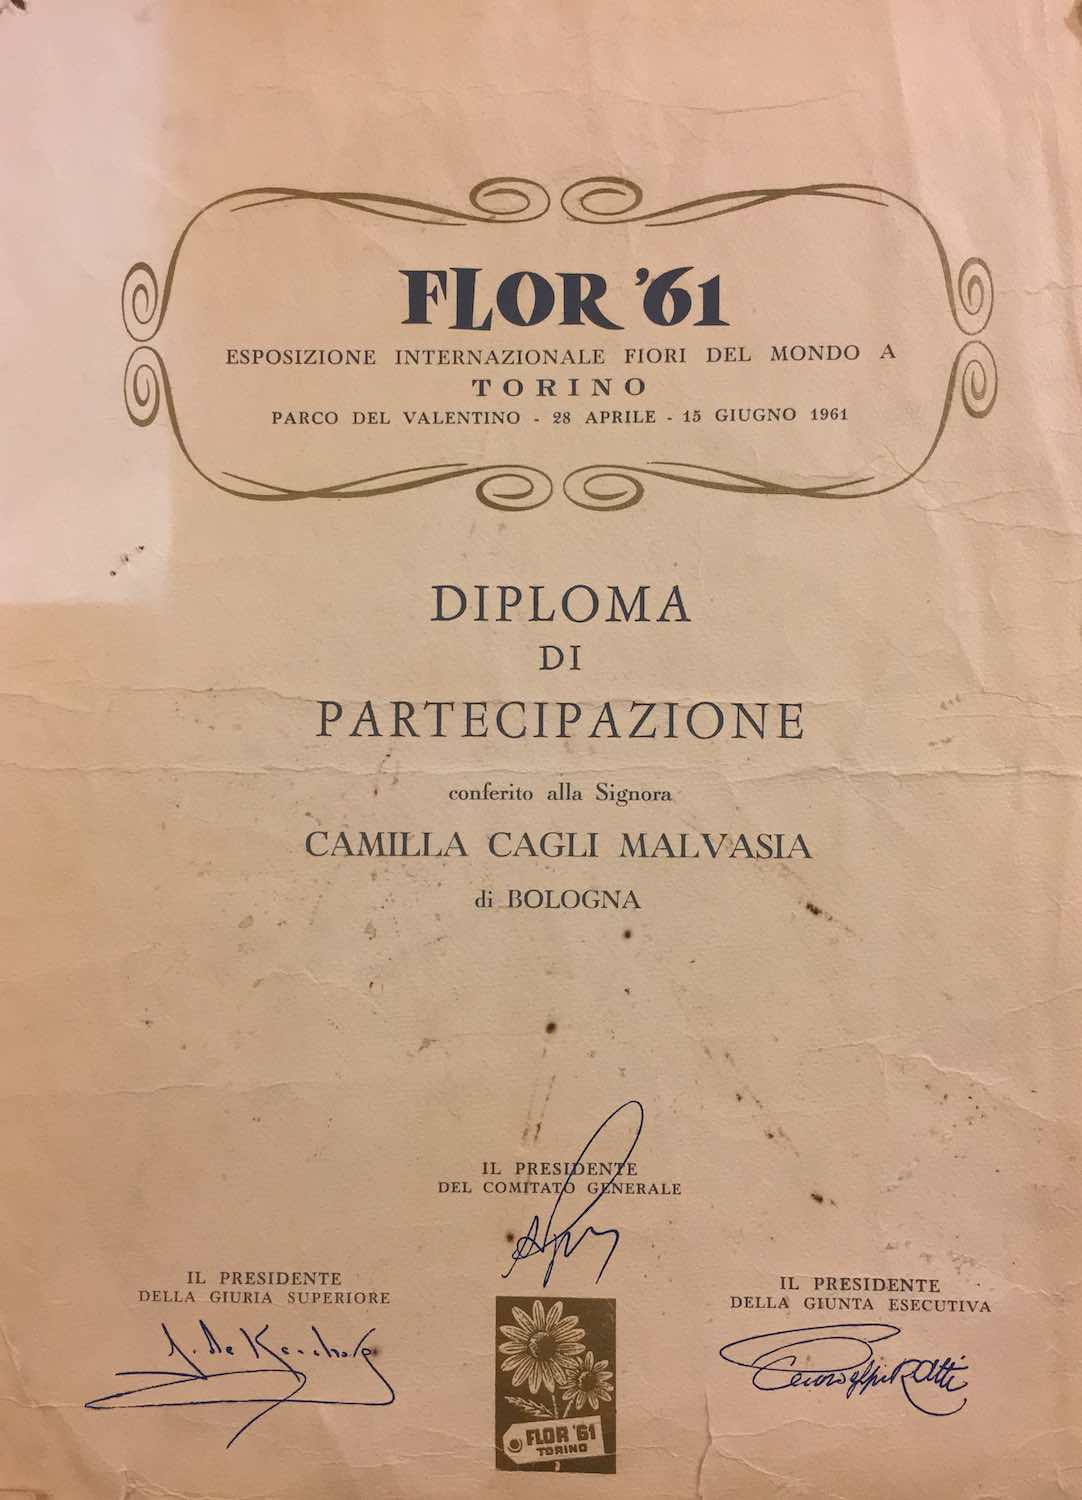 FLOR '61
ESPOSIZIONE INTERNAZIONALE FIORI DEL MONDO A
TORINO
PARCO DEL VALENTINO - 28 APRILE - 15 GIUGNO 1961
DIPLOMA
DI
PARTECIPAZIONE
conferito alla Signora
CAMILLA CAGLI MALVASIA
di BOLOGNA
IL PRESIDENTE
DEL COMITATO GENERALE
IL PRESIDENTE
DELLA GIURIA SUPERIORE
IL PRESIDENTE
DELLA GIUNTA ESECUTIVA
FLOR '61
TORINO